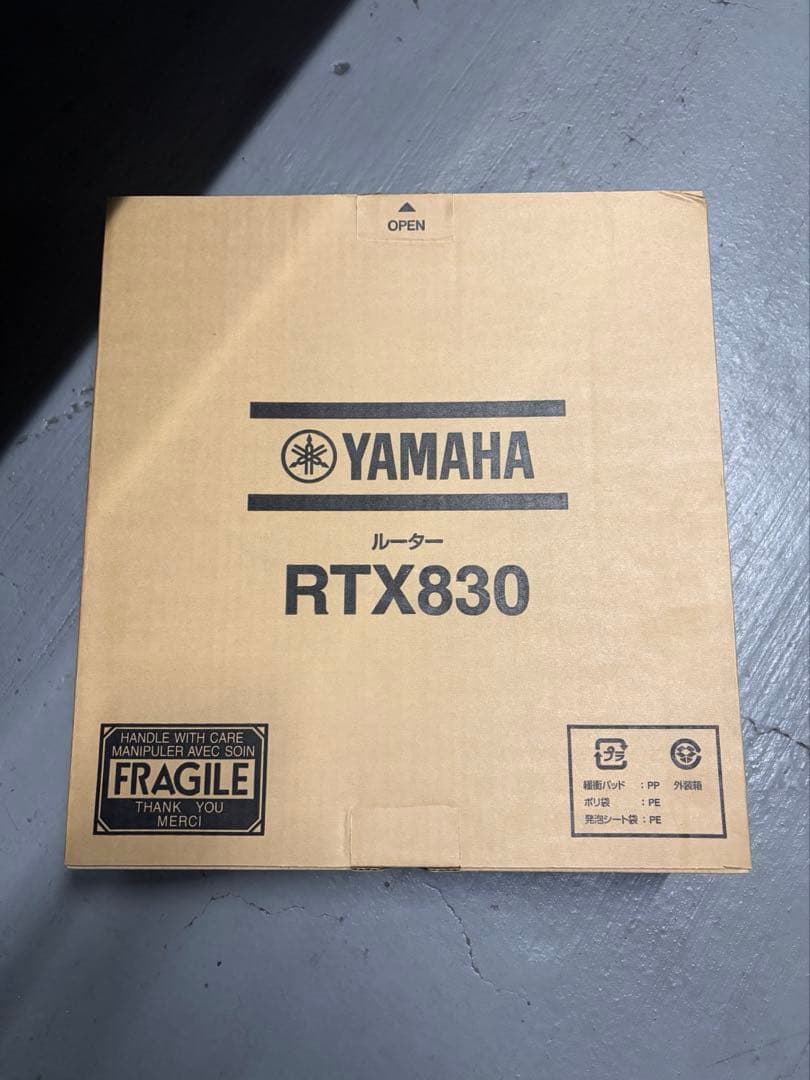 OPEN
YAMAHA
ルーター
RTX830
HANDLE WITH CARE
MANIPULER AVEC SOIN
FRAGILE
THANK YOU
MERCI
プラ
緩衝パッド :PP 外装箱
ポリ袋 :PE
発泡シート袋:PE